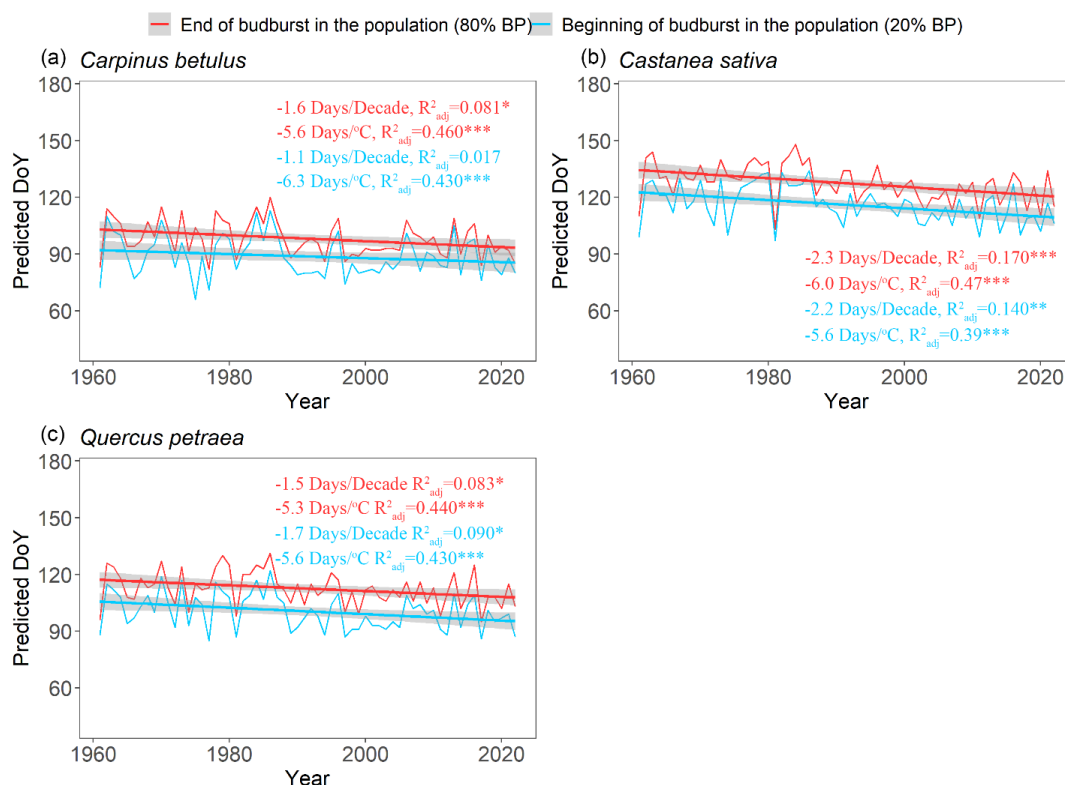 End of budburst in the population (80% BP) Beginning of budburst in the population (20% BP)
(a) Carpinus betulus
180
150
120
90
60
Predicted DoY
-1.6 Days/Decade, R²adj=0.081*
-5.6 Days/°C, R²adj=0.460***
-1.1 Days/Decade, R²adj=0.017
-6.3 Days/°C, R²adj=0.430***
1960 1980 2000 2020
Year
(b) Castanea sativa
180
150
120
90
60
Predicted DoY
-2.3 Days/Decade, R²adj=0.170***
-6.0 Days/°C, R²adj=0.47***
-2.2 Days/Decade, R²adj=0.140**
-5.6 Days/°C, R²adj=0.39***
1960 1980 2000 2020
Year
(c) Quercus petraea
180
150
120
90
60
Predicted DoY
-1.5 Days/Decade R²adj=0.083*
-5.3 Days/°C R²adj=0.440***
-1.7 Days/Decade R²adj=0.090*
-5.6 Days/°C R²adj=0.430***
1960 1980 2000 2020
Year